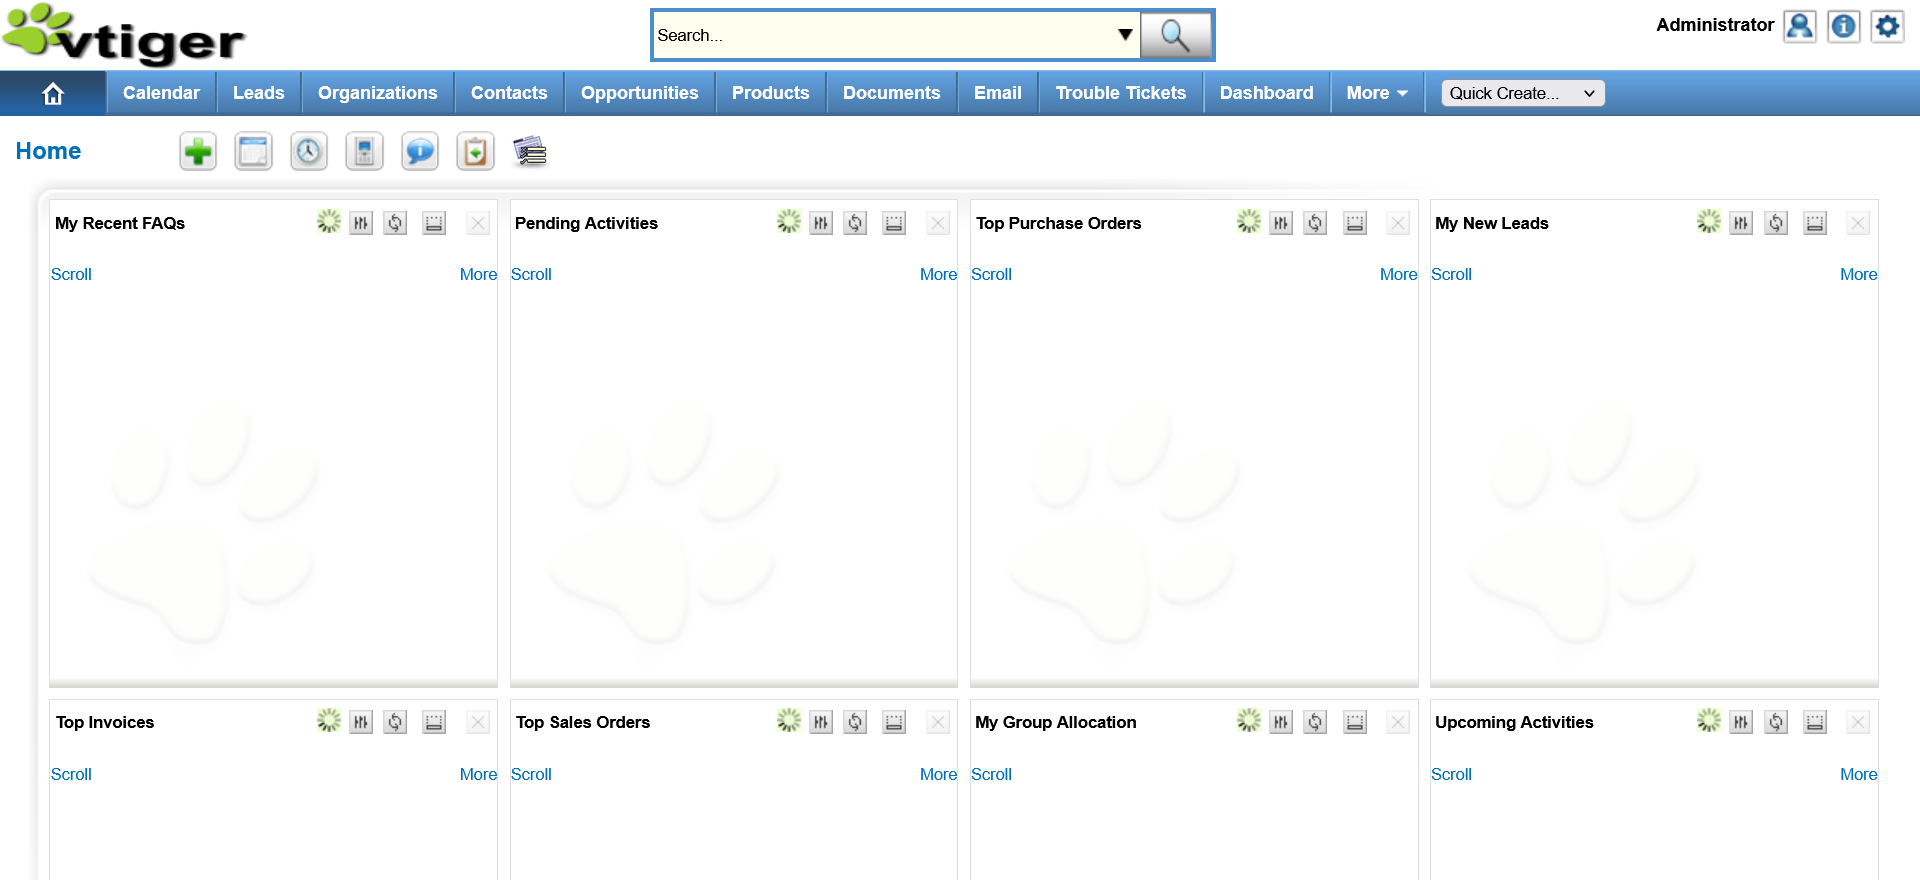 vtiger
Search...
Administrator
Calendar Leads Organizations Contacts Opportunities Products Documents Email Trouble Tickets Dashboard More Quick Create...
Home
My Recent FAQs
Scroll More
Pending Activities
Scroll More
Top Purchase Orders
Scroll More
My New Leads
Scroll More
Top Invoices
Scroll More
Top Sales Orders
Scroll More
My Group Allocation
Scroll
Upcoming Activities
Scroll More